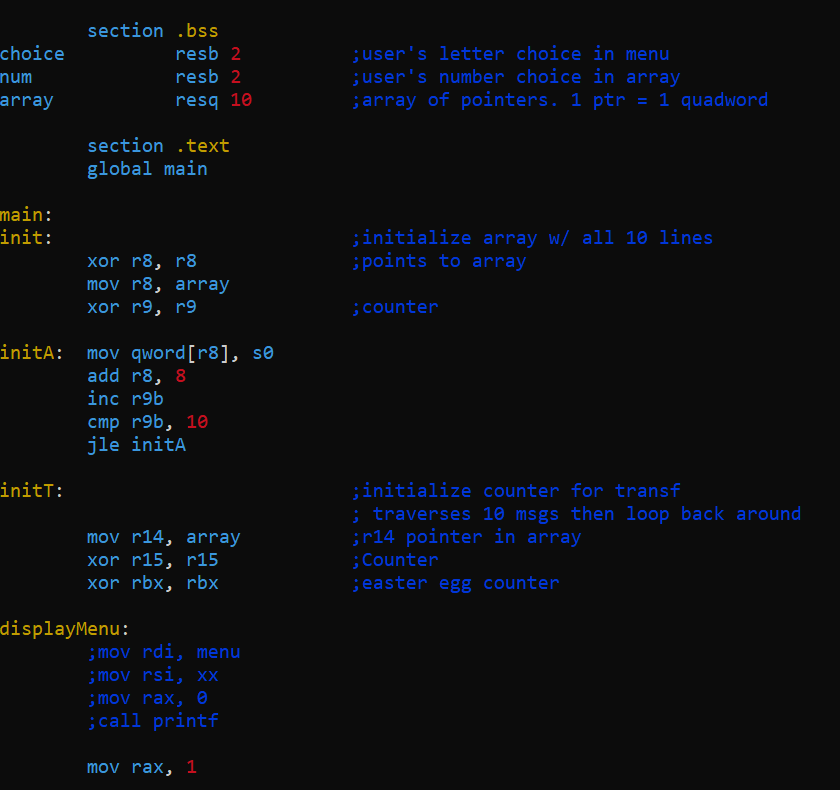 section .bss
choice resb 2 ;user's letter choice in menu
num resb 2 ;user's number choice in array
array resq 10 ;array of pointers. 1 ptr = 1 quadword
section .text
global main
main:
init: ;initialize array w/ all 10 lines
xor r8, r8 ;points to array
mov r8, array
xor r9, r9 ;counter
initA: mov qword[r8], s0
add r8, 8
inc r9b
cmp r9b, 10
jle initA
initT: ;initialize counter for transf
; traverses 10 msgs then loop back around
mov r14, array ;r14 pointer in array
xor r15, r15 ;Counter
xor rbx, rbx ;easter egg counter
displayMenu:
;mov rdi, menu
;mov rsi, xx
;mov rax, 0
;call printf
mov rax, 1